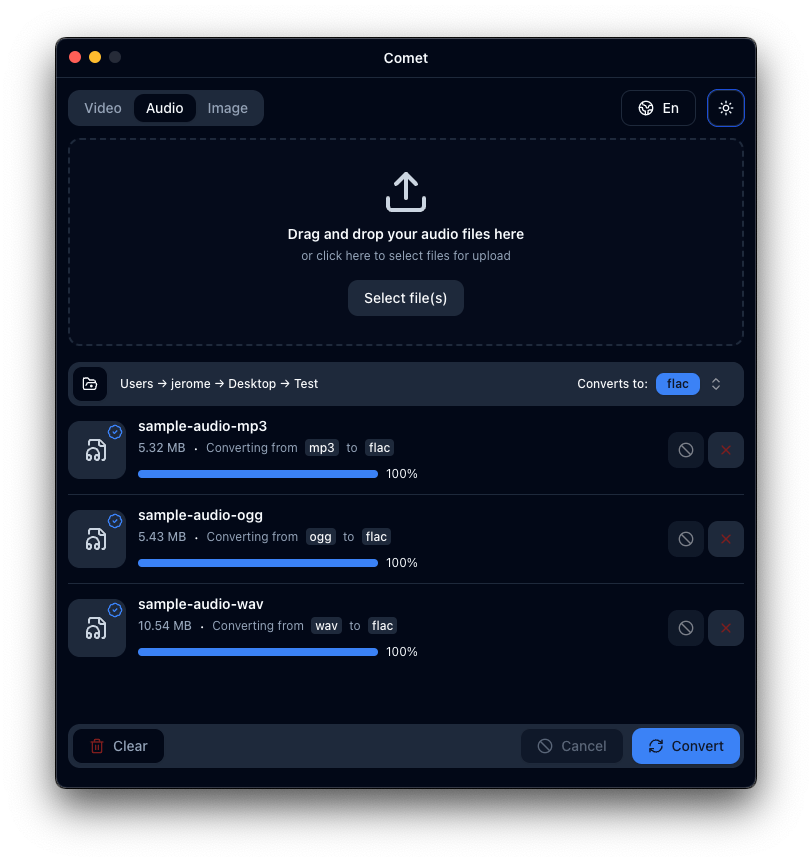 Comet
Video Audio Image En
Drag and drop your audio files here
or click here to select files for upload
Select file(s)
Users → jerome → Desktop → Test Converts to: flac
sample-audio-mp3
5.32 MB • Converting from mp3 to flac
100%
sample-audio-ogg
5.43 MB • Converting from ogg to flac
100%
sample-audio-wav
10.54 MB • Converting from wav to flac
100%
Clear Cancel Convert